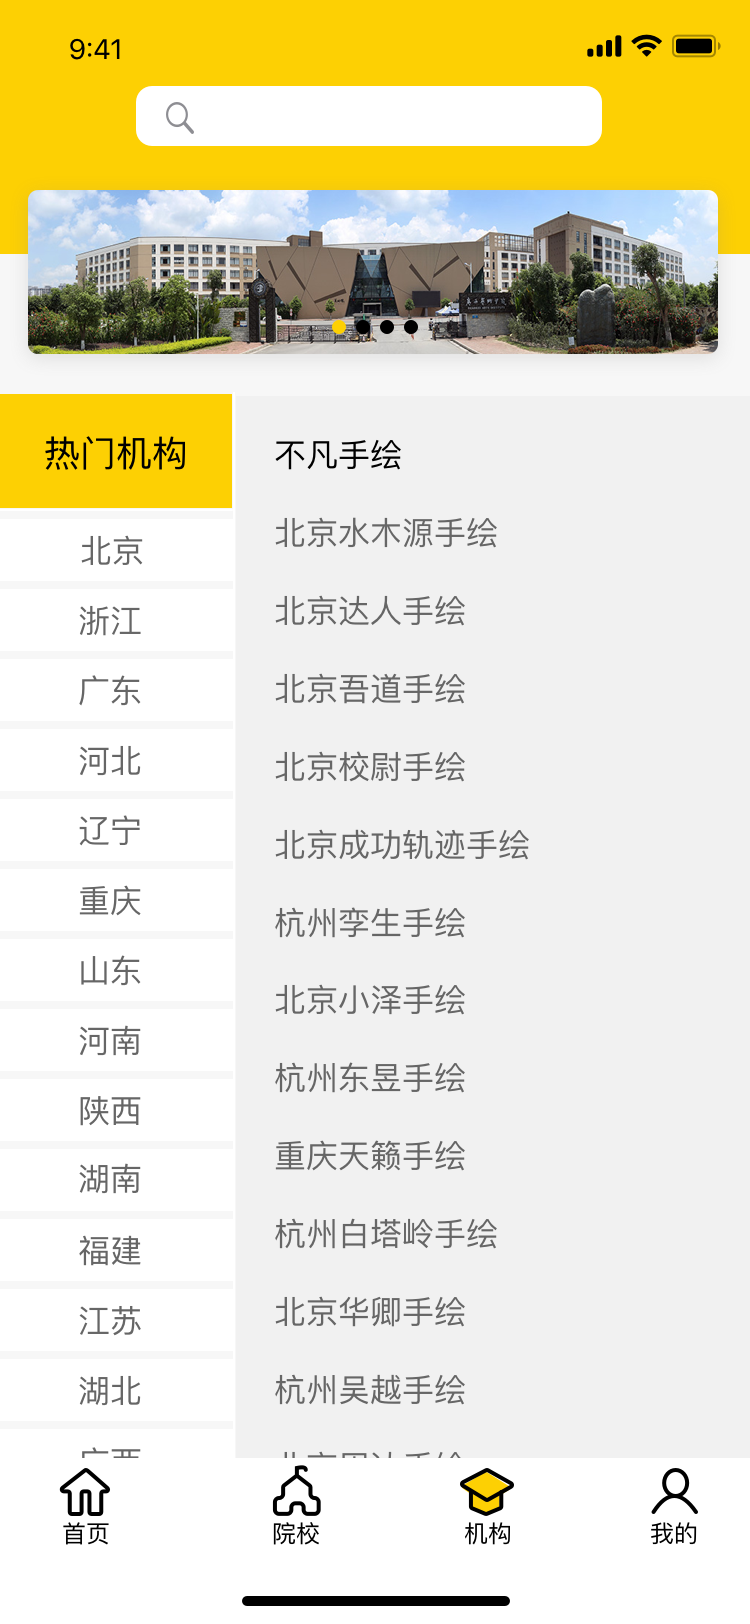 9:41
热门机构
北京
浙江
广东
河北
辽宁
重庆
山东
河南
陕西
湖南
福建
江苏
湖北
不凡手绘
北京水木源手绘
北京达人手绘
北京吾道手绘
北京校尉手绘
北京成功轨迹手绘
杭州孪生手绘
北京小泽手绘
杭州东昱手绘
重庆天籁手绘
杭州白塔岭手绘
北京华卿手绘
杭州吴越手绘
首页
院校
机构
我的